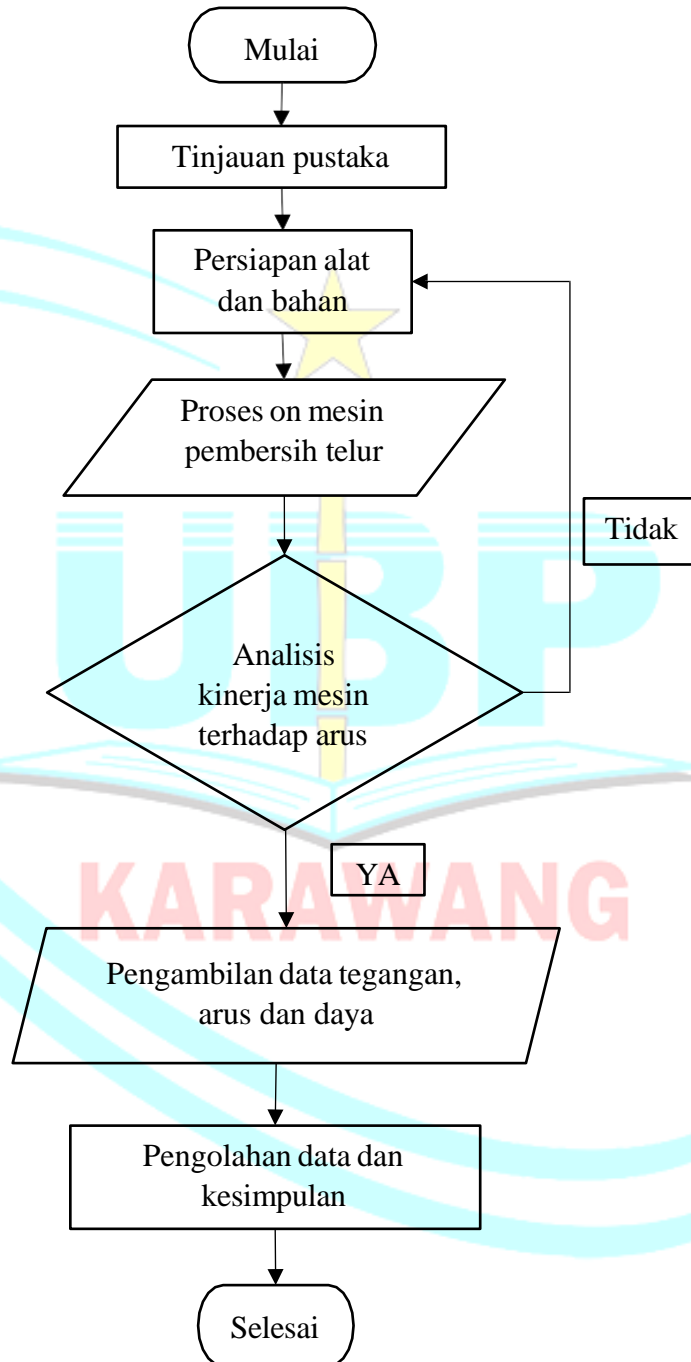 Mulai
Tinjauan pustaka
Persiapan alat
dan bahan
Proses on mesin
pembersih telur
Tidak
UBP
Analisis
kinerja mesin
terhadap arus
YA
KARAWANG
Pengambilan data tegangan,
arus dan daya
Pengolahan data dan
kesimpulan
Selesai